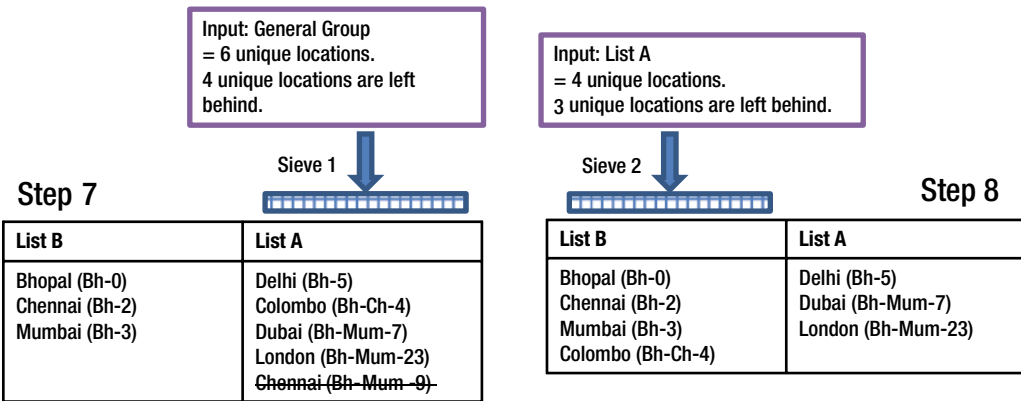 Input: General Group
= 6 unique locations.
4 unique locations are left
behind.
Input: List A
= 4 unique locations.
3 unique locations are left behind.
Sieve 1
Sieve 2
Step 7
Step 8
List B
List A
Bhopal (Bh-0)
Chennai (Bh-2)
Mumbai (Bh-3)
Delhi (Bh-5)
Colombo (Bh-Ch-4)
Dubai (Bh-Mum-7)
London (Bh-Mum-23)
Chennai (Bh-Mum -9)
List B
List A
Bhopal (Bh-0)
Chennai (Bh-2)
Mumbai (Bh-3)
Colombo (Bh-Ch-4)
Delhi (Bh-5)
Dubai (Bh-Mum-7)
London (Bh-Mum-23)